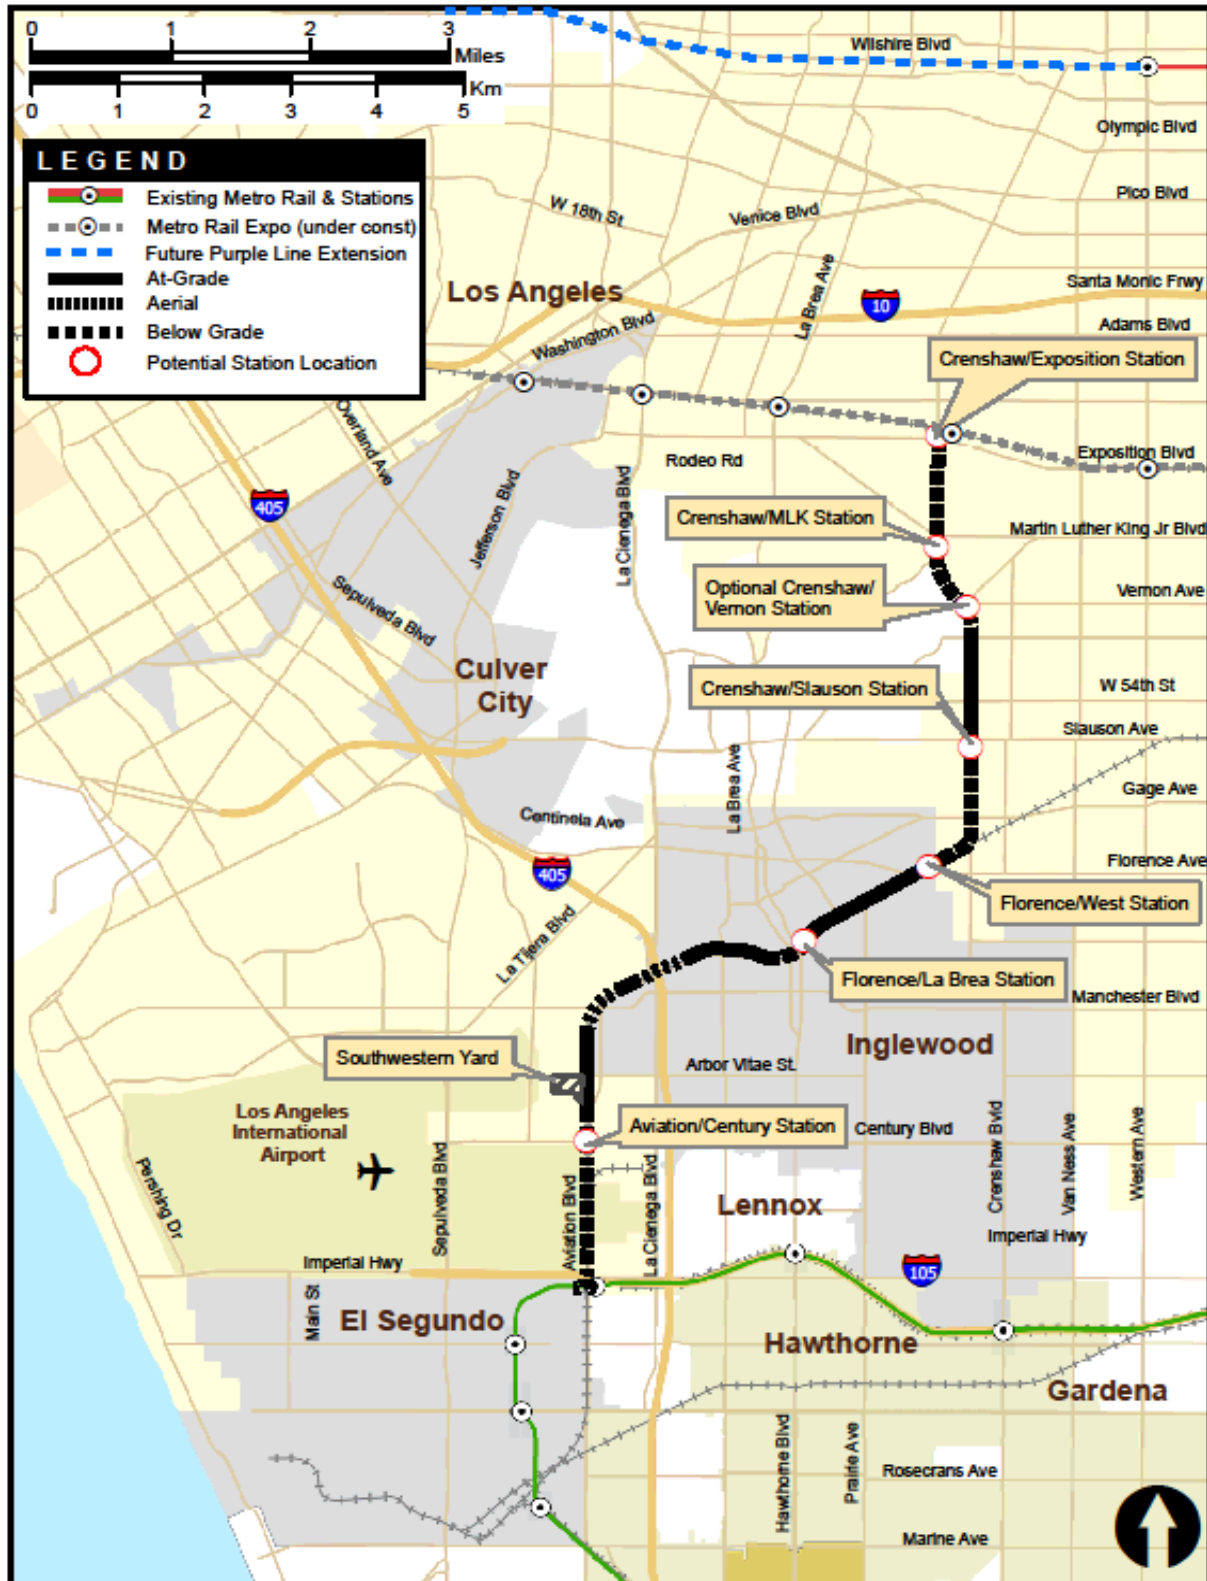 0 1 2 3
Miles
Km
0 1 2 3 4 5
LEGEND
Existing Metro Rail & Stations
Metro Rail Expo (under const)
Future Purple Line Extension
At-Grade
Aerial
Below Grade
Potential Station Location
Wilshire Blvd
Olympic Blvd
Pico Blvd
W 18th St
Venice Blvd
La Brea Ave
Santa Monic Frwy
Los Angeles
10
Washington Blvd
Adams Blvd
Crenshaw/Exposition Station
Overland Ave
Exposition Blvd
Rodeo Rd
405
Jefferson Blvd
La Cienega Blvd
Crenshaw/MLK Station
Martin Luther King Jr Blvd
Optional Crenshaw/
Vernon Station
Vernon Ave
Sepulveda Blvd
Culver
City
Crenshaw/Slauson Station
W 54th St
Slauson Ave
La Brea Ave
Gage Ave
Centinela Ave
405
Florence Ave
Florence/West Station
La Tijera Blvd
Florence/La Brea Station
Manchester Blvd
Inglewood
Southwestern Yard
Arbor Vitae St.
Los Angeles
International
Airport
Aviation/Century Station
Century Blvd
Crenshaw Blvd
Van Ness Ave
Western Ave
Pershing Dr
Sepulveda Blvd
Aviation Blvd
La Cienega Blvd
Lennox
Imperial Hwy
Imperial Hwy
105
Main St
El Segundo
Hawthorne
Gardena
Hawthorne Blvd
Prairie Ave
Rosecrans Ave
Marine Ave